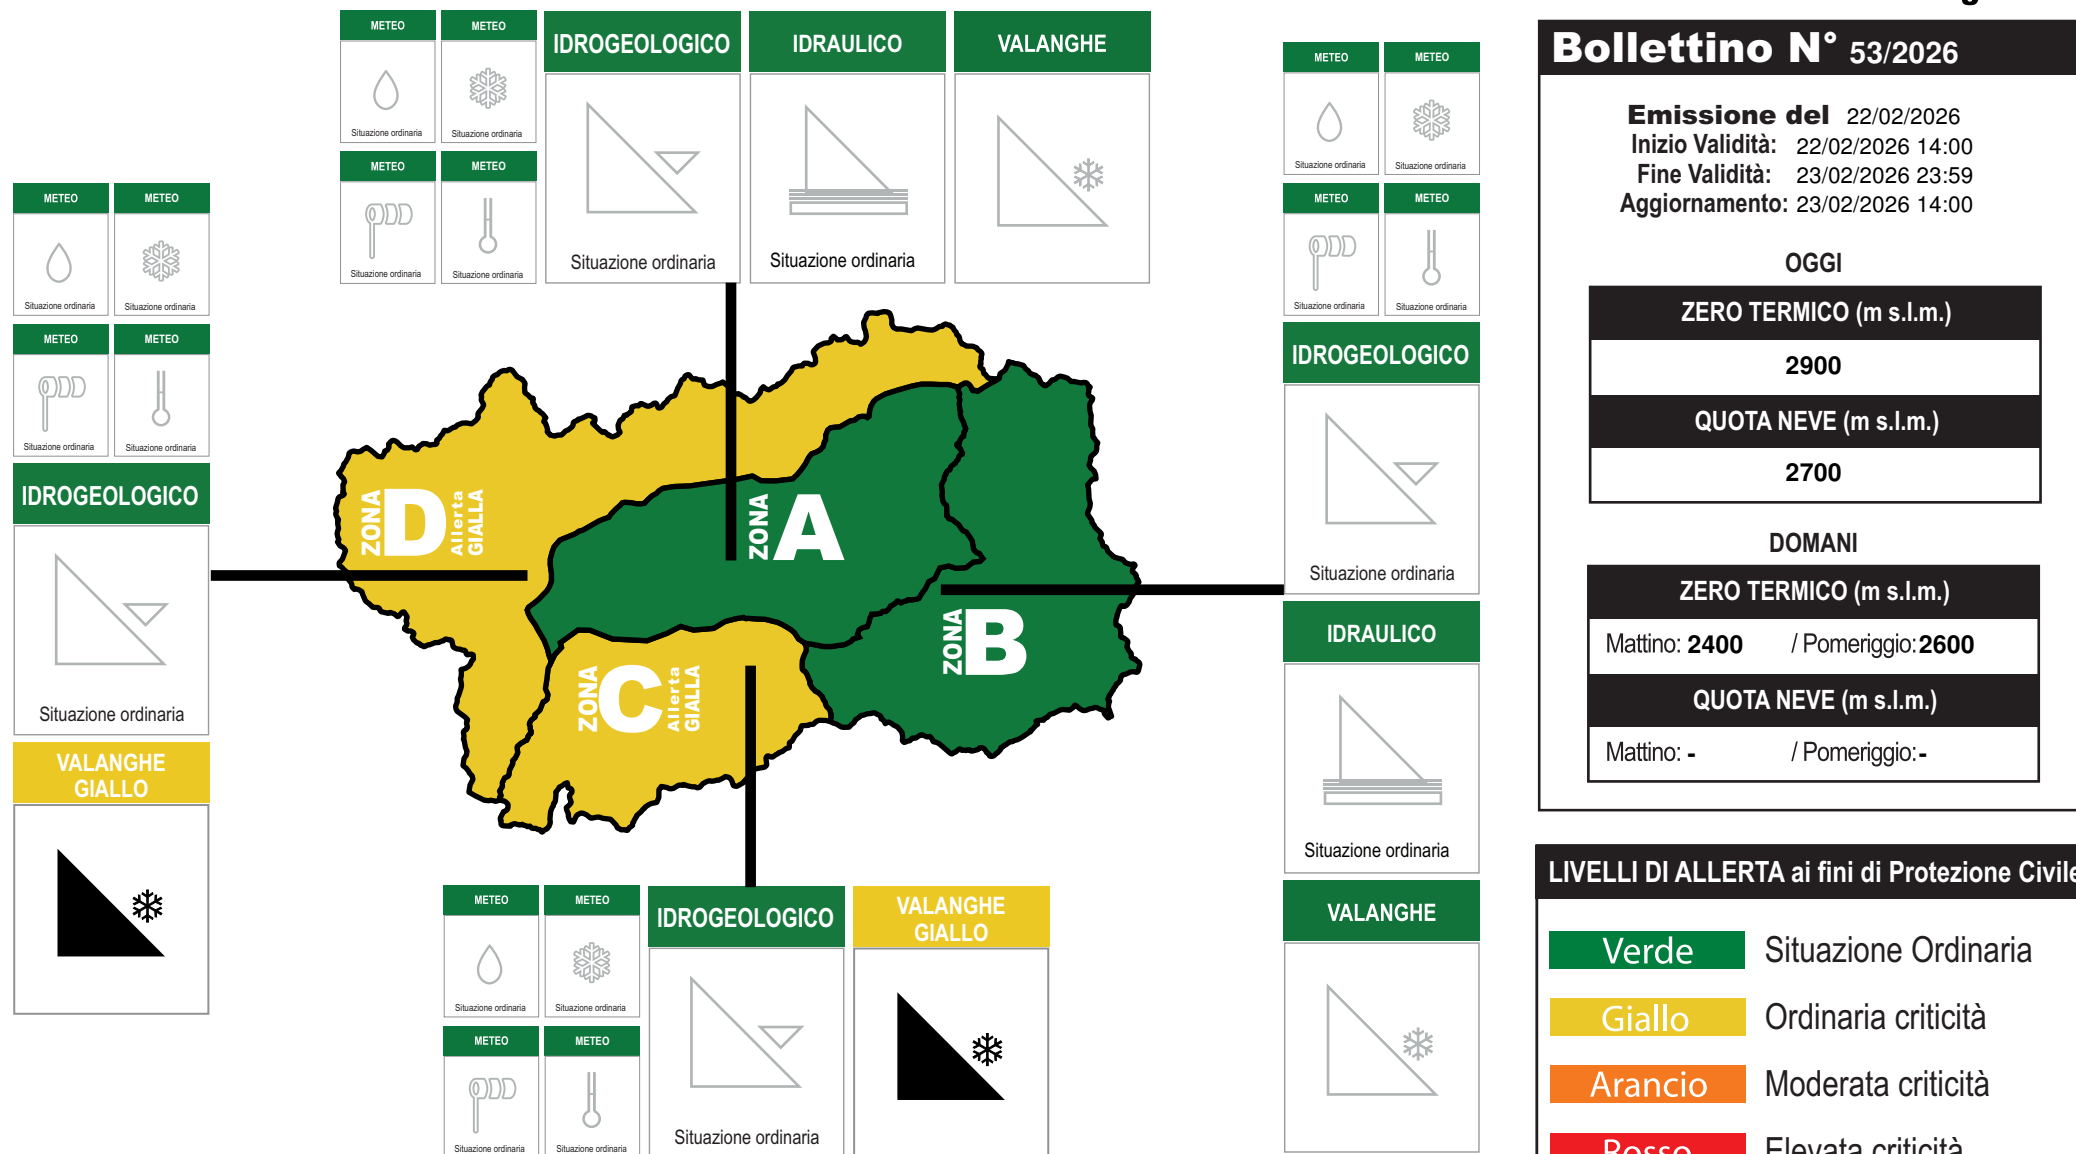 METEO
METEO
Situazione ordinaria
Situazione ordinaria
METEO
METEO
Situazione ordinaria
Situazione ordinaria
IDROGEOLOGICO
Situazione ordinaria
IDRAULICO
Situazione ordinaria
VALANGHE
METEO
METEO
Situazione ordinaria
Situazione ordinaria
METEO
METEO
Situazione ordinaria
Situazione ordinaria
IDROGEOLOGICO
Situazione ordinaria
VALANGHE
GIALLO
ZONA
D
Allerta
GIALLA
ZONA
A
ZONA
B
ZONA
C
Allerta
GIALLA
METEO
METEO
Situazione ordinaria
Situazione ordinaria
METEO
METEO
Situazione ordinaria
Situazione ordinaria
IDROGEOLOGICO
Situazione ordinaria
VALANGHE
GIALLO
METEO
METEO
Situazione ordinaria
Situazione ordinaria
METEO
METEO
Situazione ordinaria
Situazione ordinaria
IDROGEOLOGICO
Situazione ordinaria
IDRAULICO
Situazione ordinaria
VALANGHE
Bollettino N° 53/2026
Emissione del 22/02/2026
Inizio Validità: 22/02/2026 14:00
Fine Validità: 23/02/2026 23:59
Aggiornamento: 23/02/2026 14:00
OGGI
ZERO TERMICO (m s.l.m.)
2900
QUOTA NEVE (m s.l.m.)
2700
DOMANI
ZERO TERMICO (m s.l.m.)
Mattino: 2400 / Pomeriggio: 2600
QUOTA NEVE (m s.l.m.)
Mattino: - / Pomeriggio: -
LIVELLI DI ALLERTA ai fini di Protezione Civile
Verde Situazione Ordinaria
Giallo Ordinaria criticità
Arancio Moderata criticità
Rosso Elevata criticità